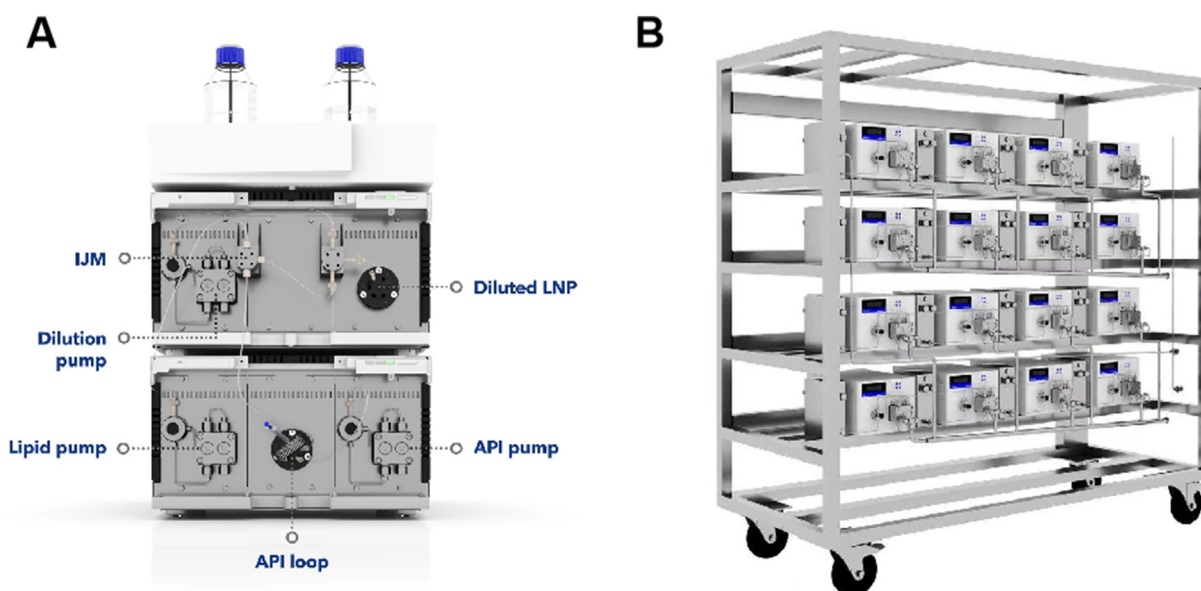 A
B
IJM
Diluted LNP
Dilution
pump
Lipid pump
API pump
API loop